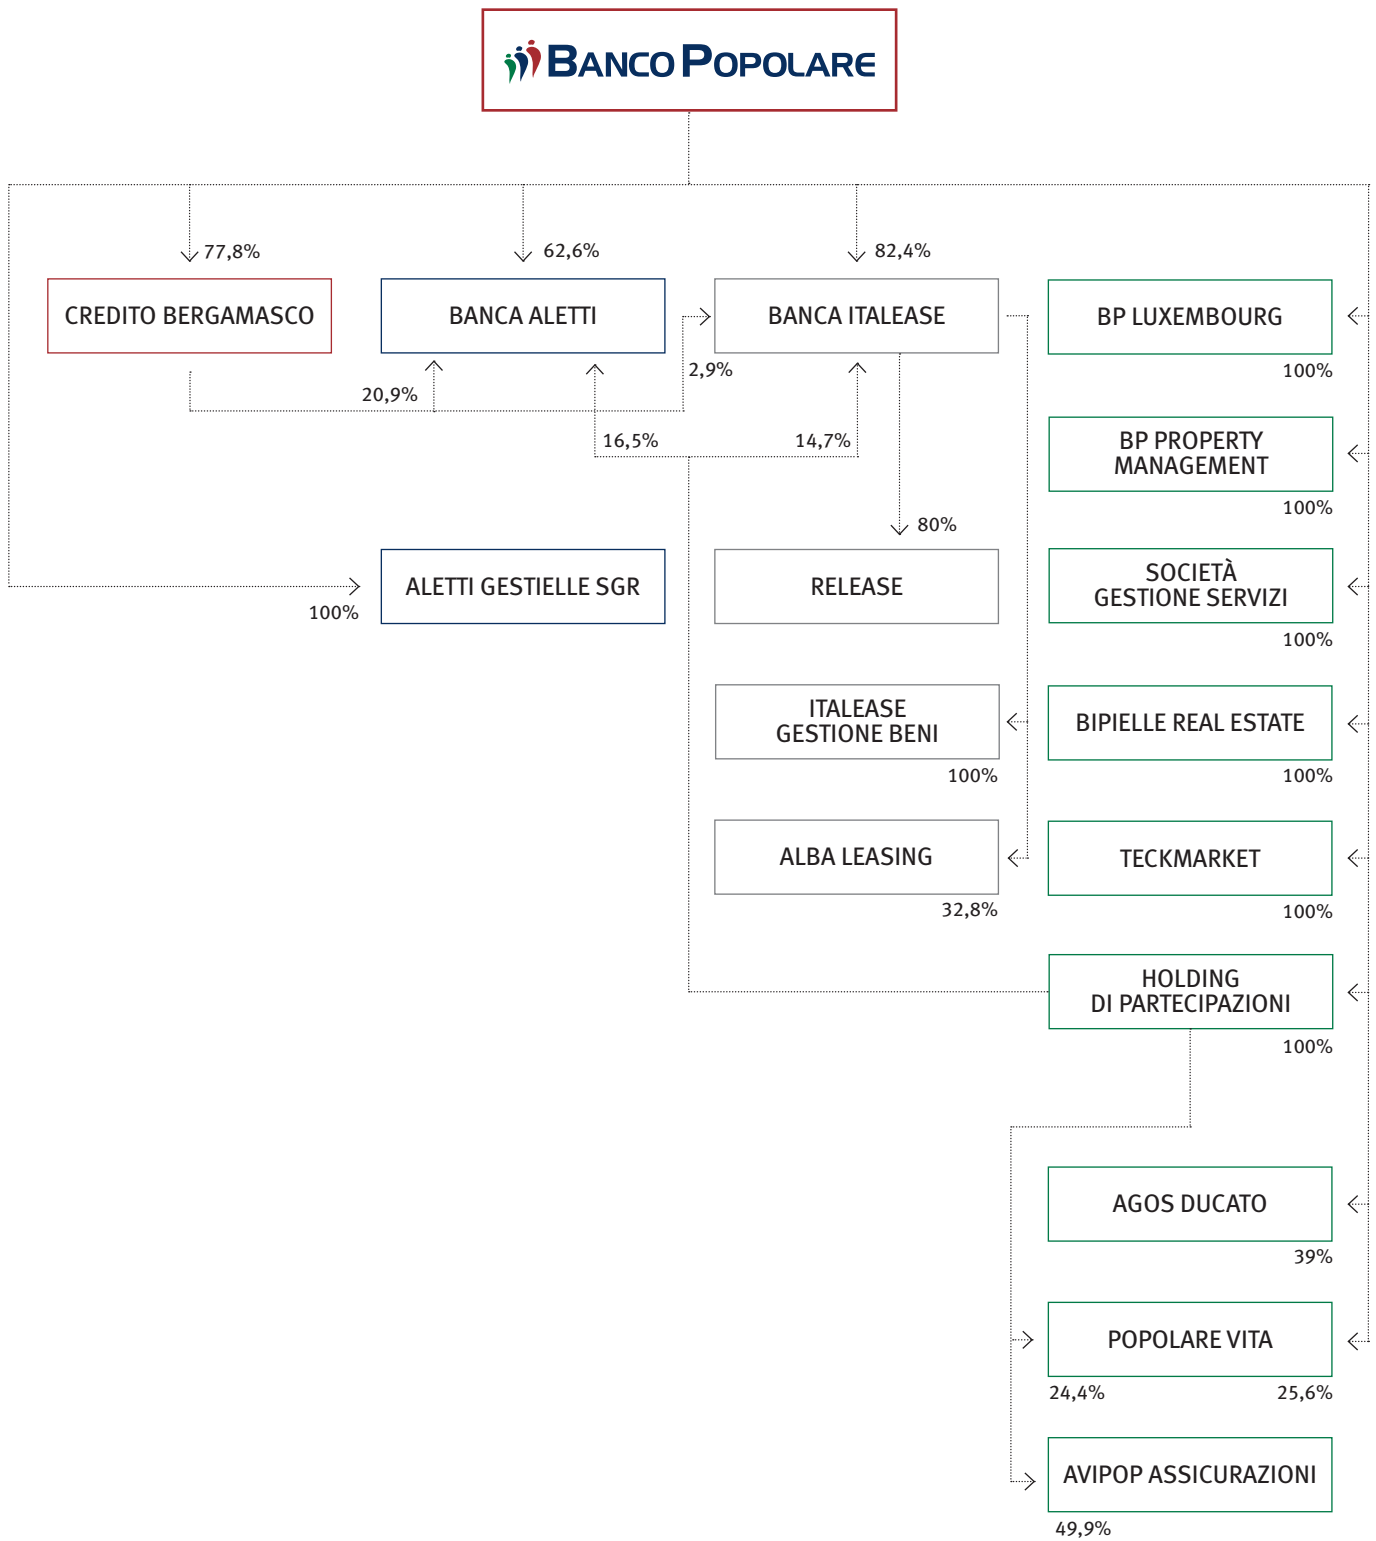 BANCO POPOLARE
77,8%
62,6%
82,4%
CREDITO BERGAMASCO
BANCA ALETTI
BANCA ITALEASE
BP LUXEMBOURG
100%
2,9%
20,9%
16,5%
14,7%
BP PROPERTY
MANAGEMENT
100%
80%
ALETTI GESTIELLE SGR
100%
RELEASE
SOCIETÀ
GESTIONE SERVIZI
100%
ITALEASE
GESTIONE BENI
100%
BIPIELLE REAL ESTATE
100%
ALBA LEASING
32,8%
TECKMARKET
100%
HOLDING
DI PARTECIPAZIONI
100%
AGOS DUCATO
39%
POPOLARE VITA
24,4%
25,6%
AVIPOP ASSICURAZIONI
49,9%